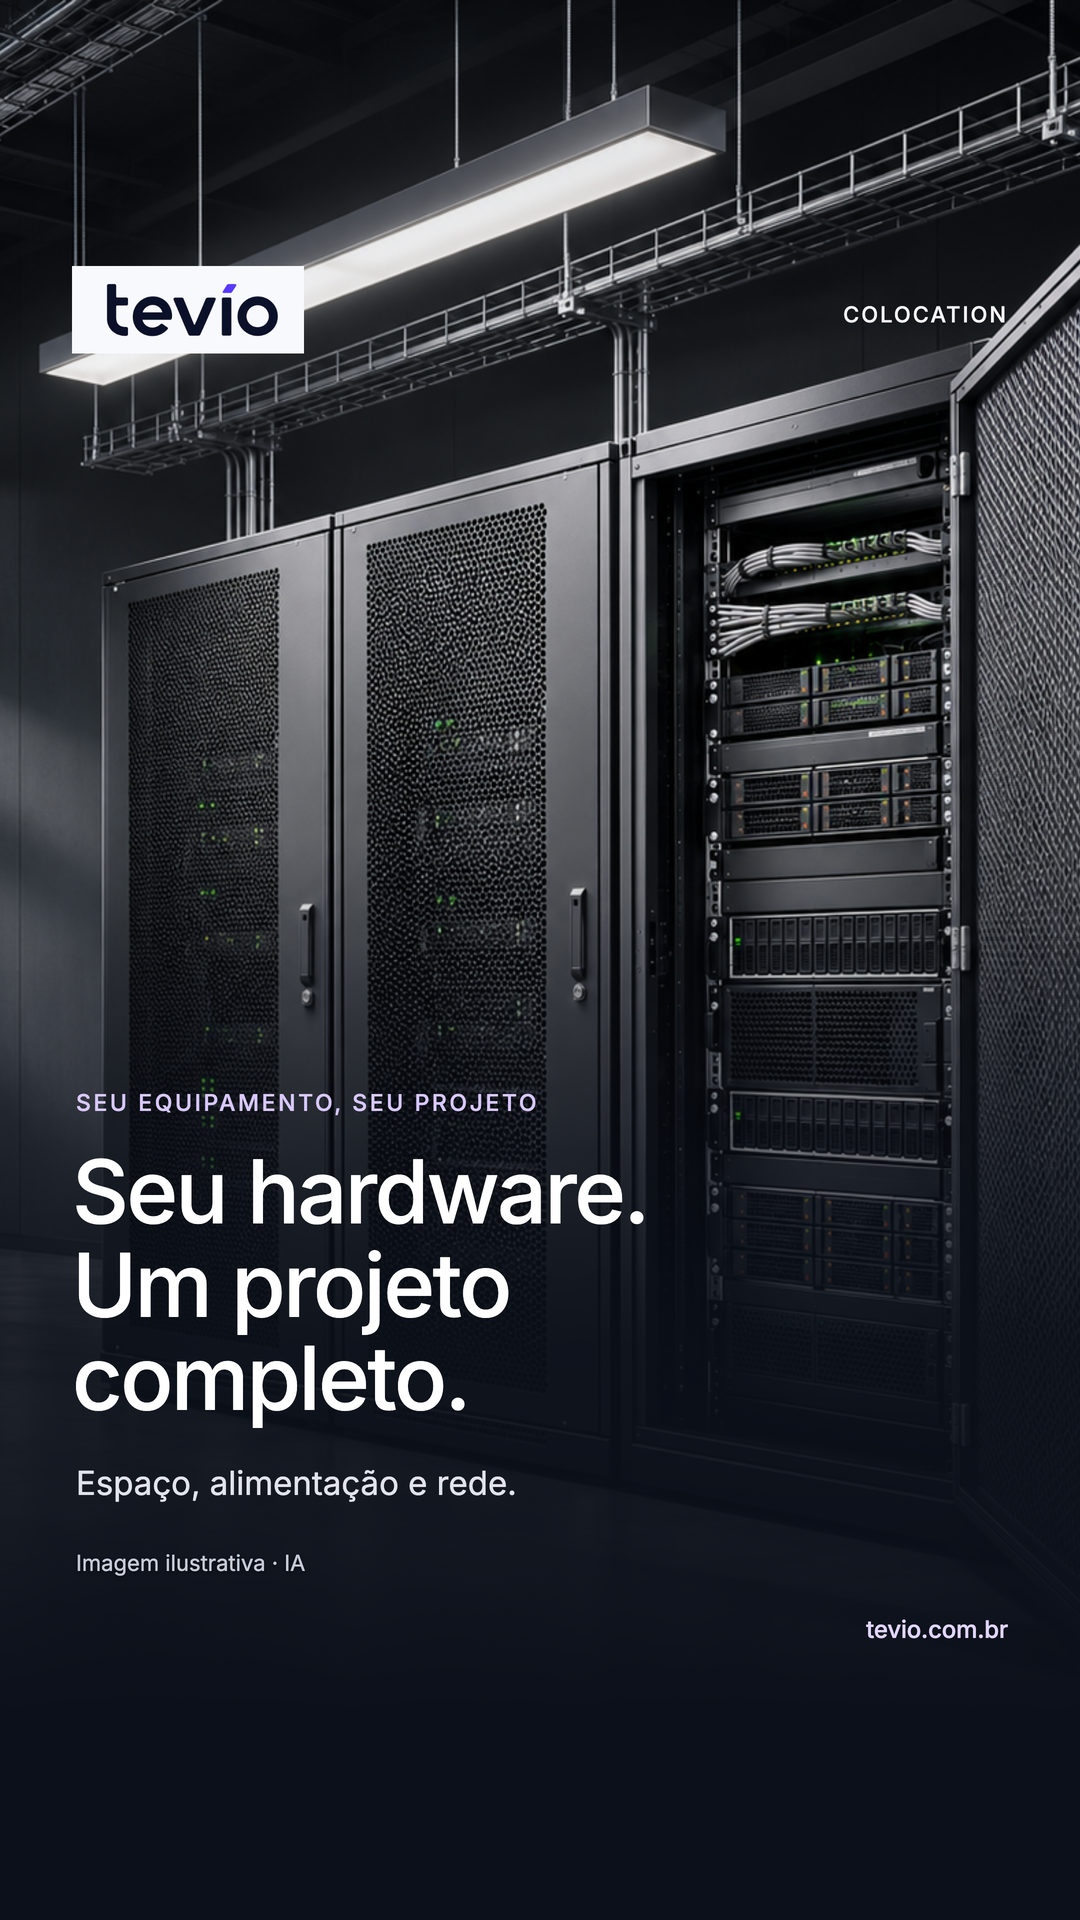 tevío
COLOCATION
SEU EQUIPAMENTO, SEU PROJETO
Seu hardware.
Um projeto
completo.
Espaço, alimentação e rede.
Imagem ilustrativa · IA
tevio.com.br